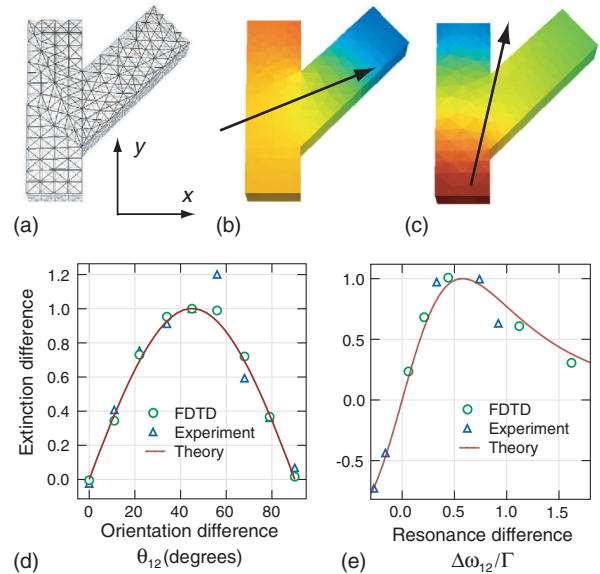 y
x
(a)
(b)
(c)
Extinction difference
1.2
1.0
0.8
0.6
0.4
0.2
0.0
FDTD
Experiment
Theory
0 20 40 60 80
Orientation difference
θ12(degrees)
(d)
1.0
0.5
0.0
-0.5
FDTD
Experiment
Theory
0.0 0.5 1.0 1.5
Resonance difference
Δω12/Γ
(e)